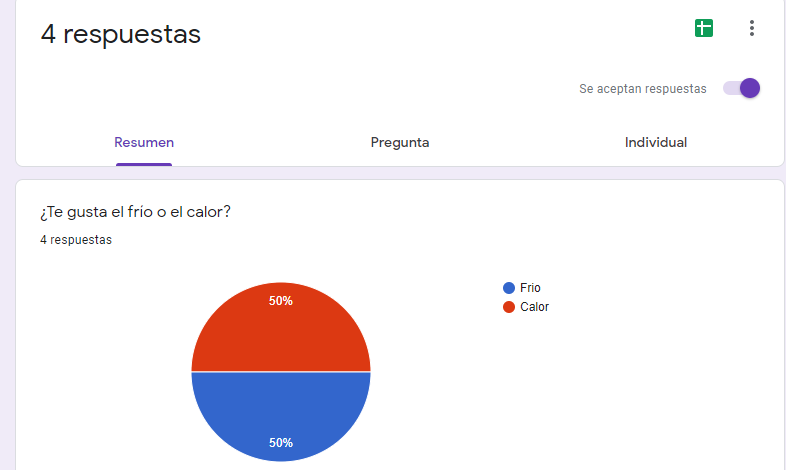 4 respuestas
Se aceptan respuestas
Resumen
Pregunta
Individual
¿Te gusta el frío o el calor?
4 respuestas
Frio
Calor
50%
50%